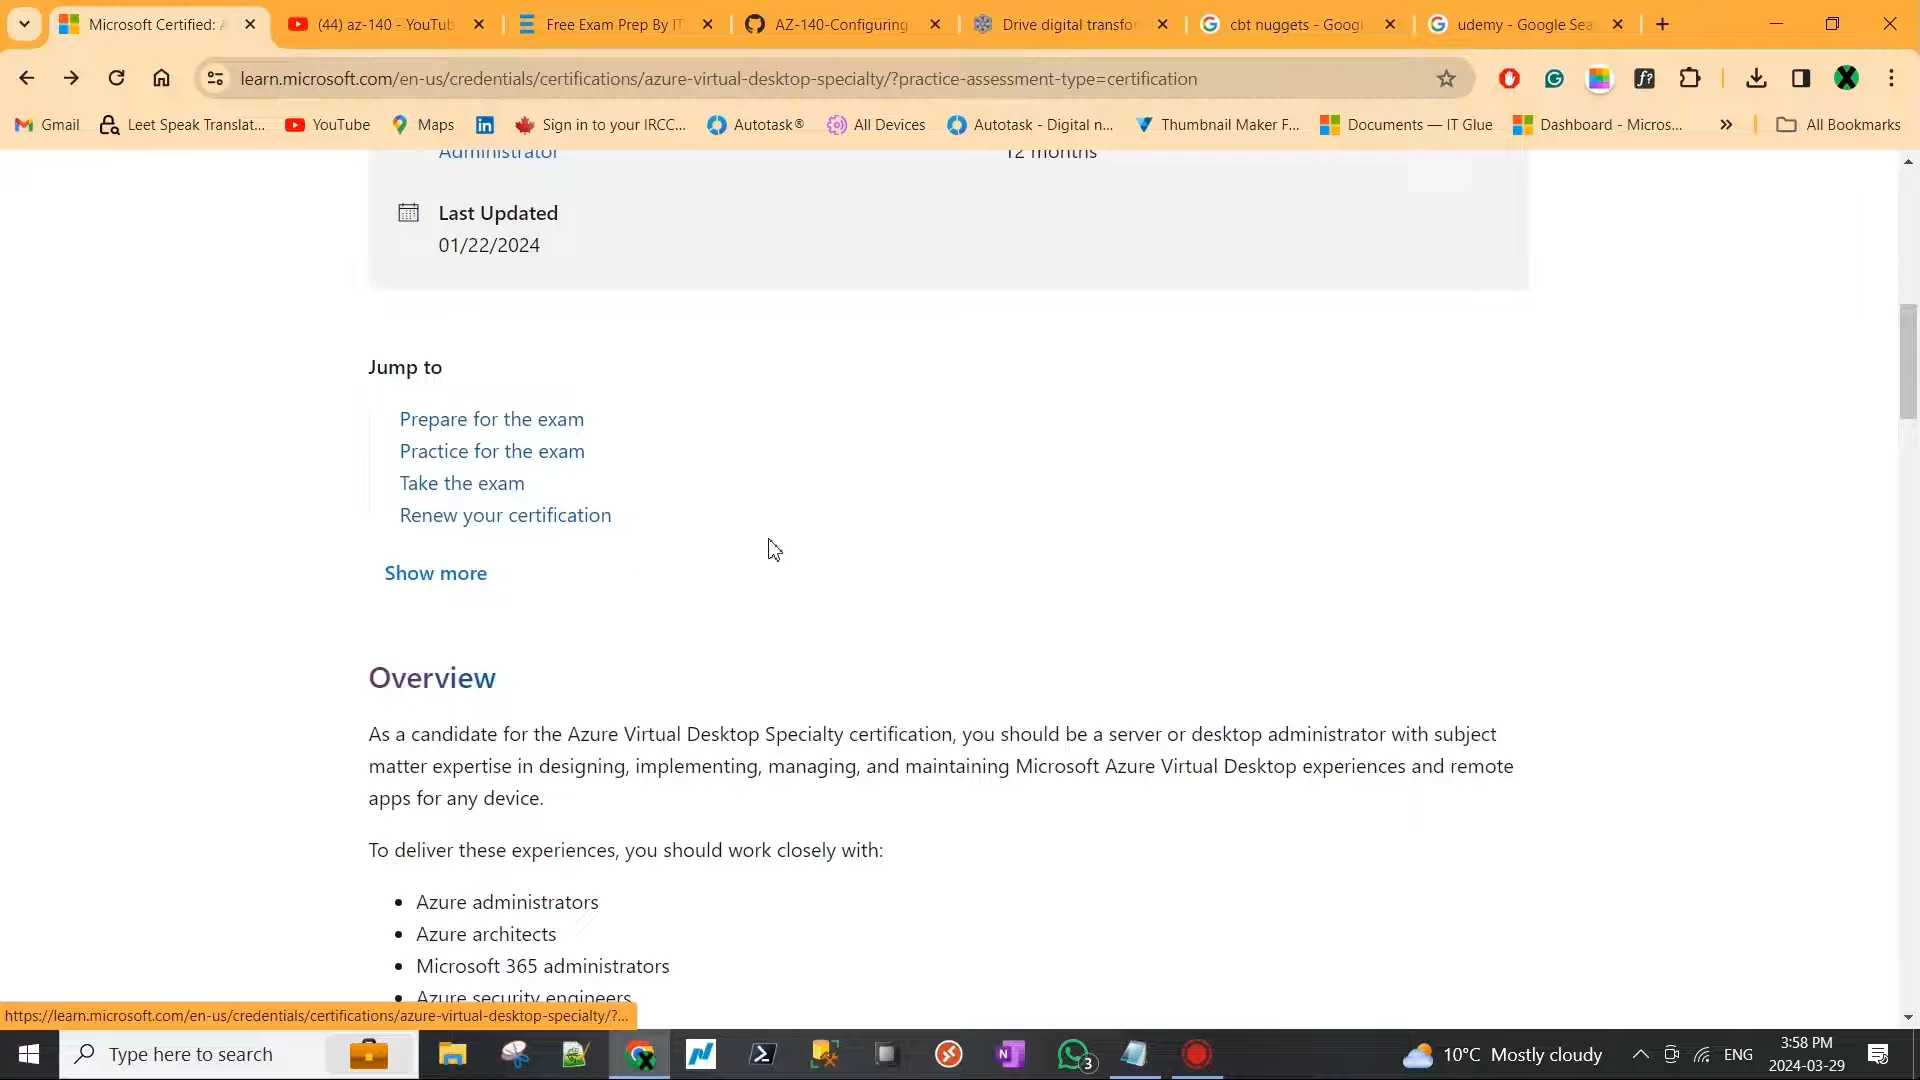 Microsoft Certified: A
(44) az-140 - YouTub
Free Exam Prep By IT
AZ-140-Configuring
Drive digital transfor
cbt nuggets - Googl
udemy - Google Sea
learn.microsoft.com/en-us/credentials/certifications/azure-virtual-desktop-specialty/?practice-assessment-type=certification
Gmail
Leet Speak Translat...
YouTube
Maps
Sign in to your IRCC...
Autotask®
All Devices
Autotask - Digital n...
Thumbnail Maker F...
Documents — IT Glue
Dashboard - Micros...
All Bookmarks
Administrator
12 months
Last Updated
01/22/2024
Jump to
Prepare for the exam
Practice for the exam
Take the exam
Renew your certification
Show more
Overview
As a candidate for the Azure Virtual Desktop Specialty certification, you should be a server or desktop administrator with subject
matter expertise in designing, implementing, managing, and maintaining Microsoft Azure Virtual Desktop experiences and remote
apps for any device.
To deliver these experiences, you should work closely with:
• Azure administrators
• Azure architects
• Microsoft 365 administrators
• Azure security engineers
https://learn.microsoft.com/en-us/credentials/certifications/azure-virtual-desktop-specialty/?...
Type here to search
3
10°C Mostly cloudy
ENG
3:58 PM
2024-03-29